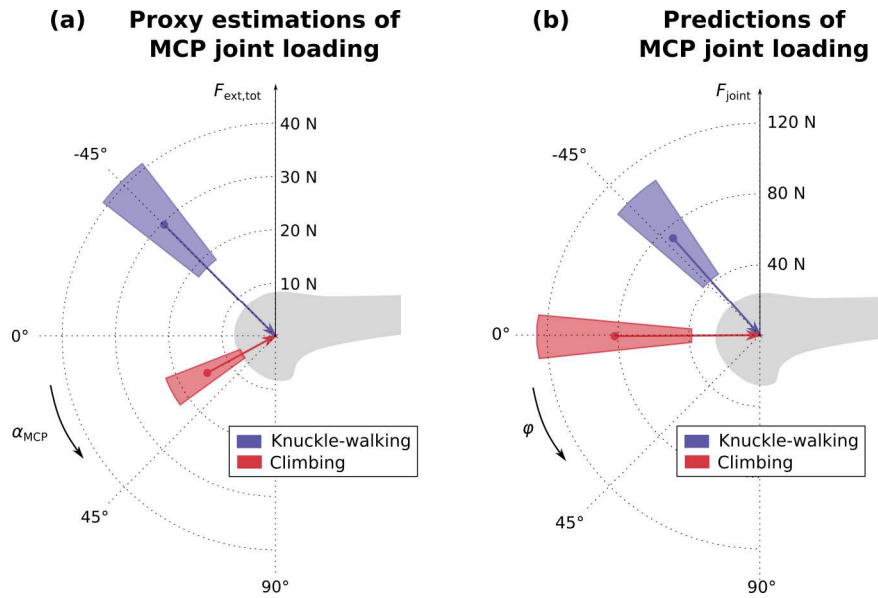 (a) Proxy estimations of
MCP joint loading
F_ext,tot
40 N
30 N
20 N
10 N
-45°
0°
α_MCP
45°
90°
Knuckle-walking
Climbing
(b) Predictions of
MCP joint loading
F_joint
120 N
80 N
40 N
-45°
0°
φ
45°
90°
Knuckle-walking
Climbing